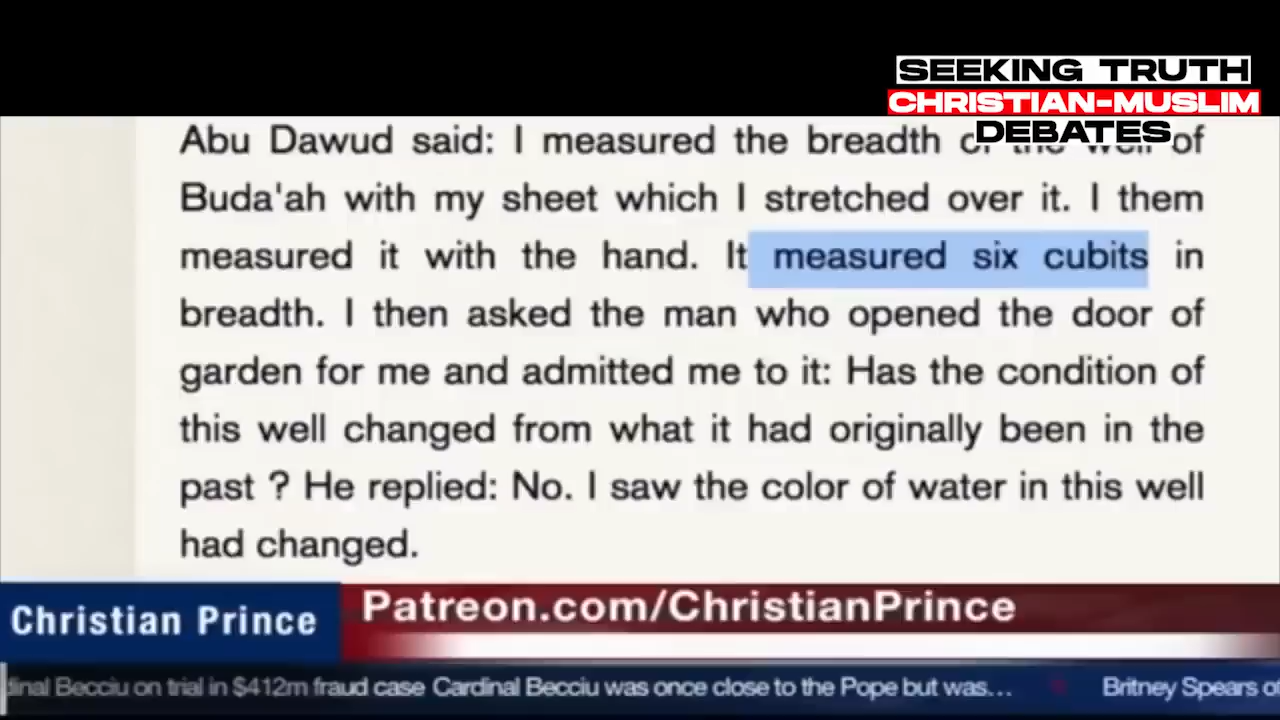 SEEKING TRUTH
CHRISTIAN-MUSLIM
DEBATES
Abu Dawud said: I measured the breadth of the well of
Buda'ah with my sheet which I stretched over it. I them
measured it with the hand. It measured six cubits in
breadth. I then asked the man who opened the door of
garden for me and admitted me to it: Has the condition of
this well changed from what it had originally been in the
past ? He replied: No. I saw the color of water in this well
had changed.
Christian Prince
Patreon.com/ChristianPrince
Becciu on trial in $412m fraud case Cardinal Becciu was once close to the Pope but was... Britney Spears